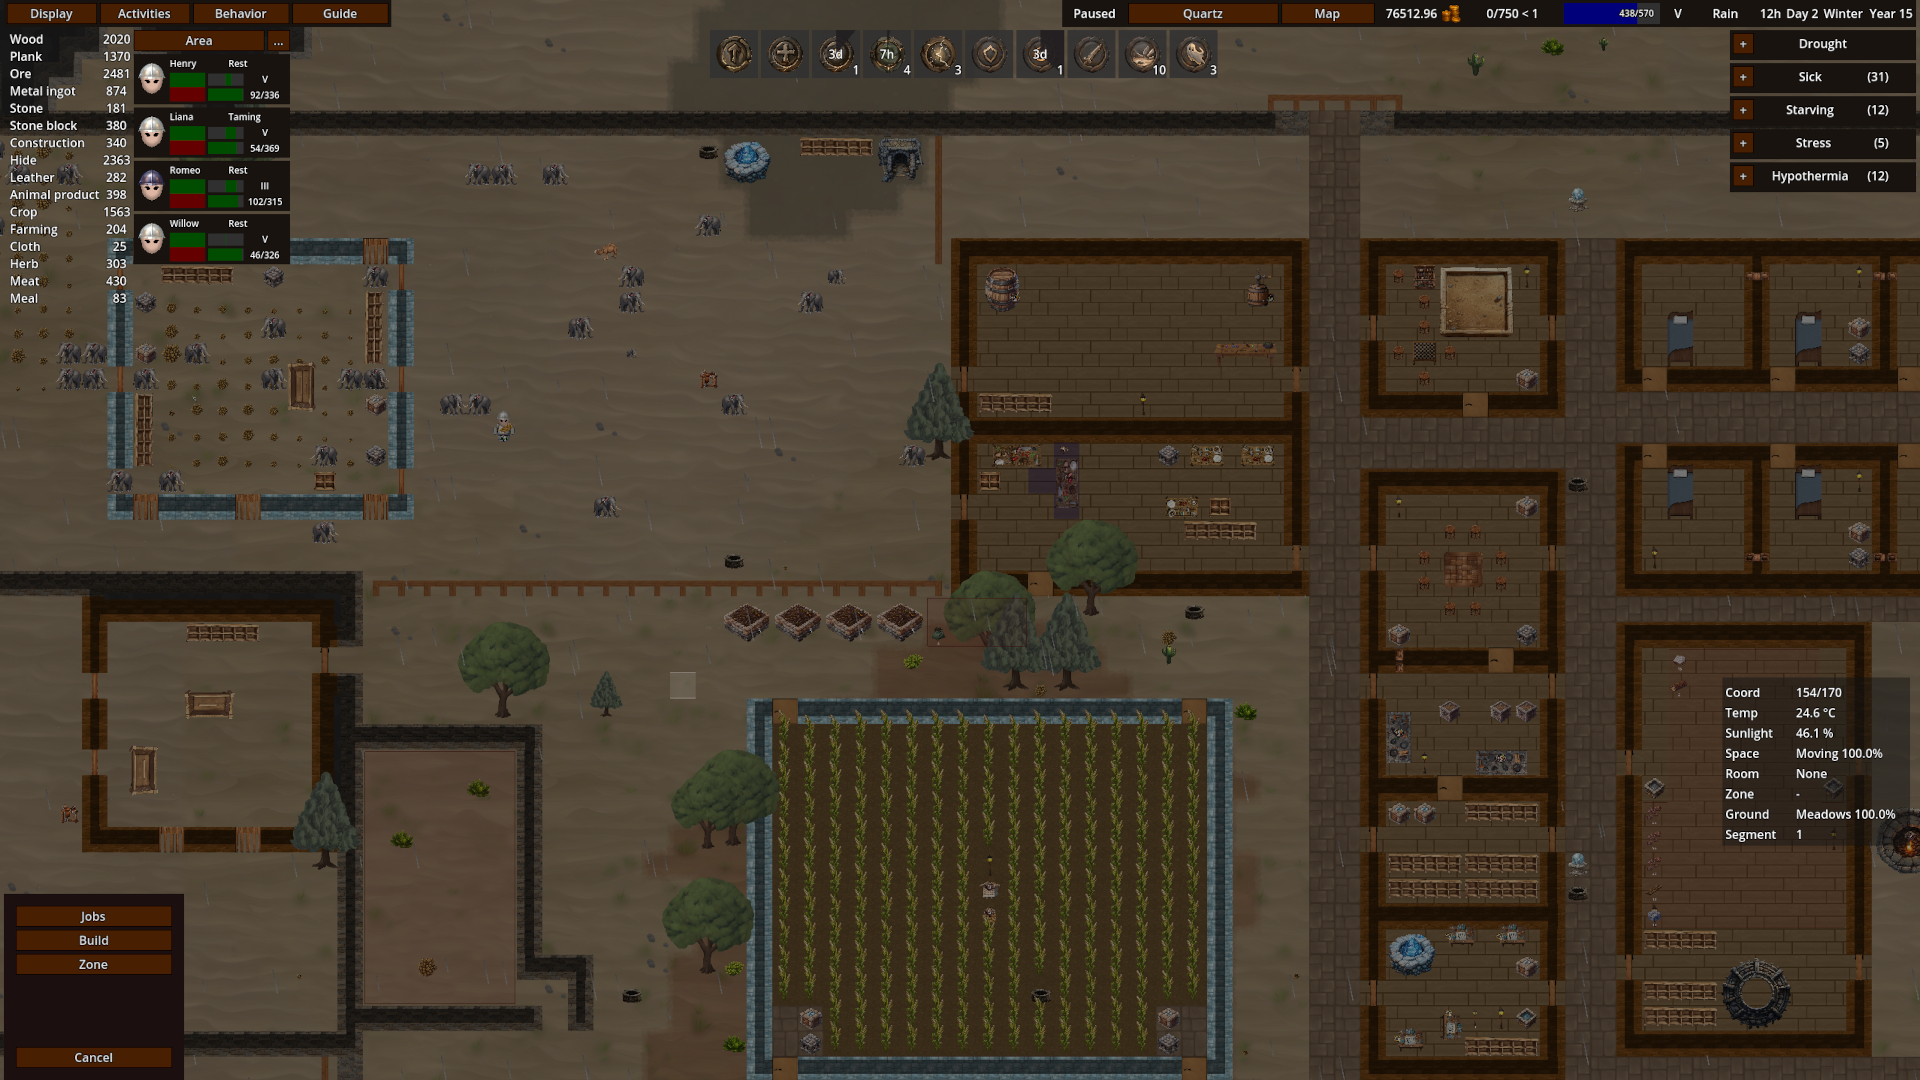 Display Activities Behavior Guide
Paused Quartz Map 76512.96 0/750 < 1 438/570 V Rain 12h Day 2 Winter Year 15
Wood 2020
Plank 1370
Ore 2481
Metal ingot 874
Stone 181
Stone block 380
Construction 340
Hide 2363
Leather 282
Animal product 398
Crop 1563
Farming 204
Cloth 25
Herb 303
Meat 430
Meal 83
Area ...
Henry Rest
V
92/336
Liana Taming
V
54/369
Romeo Rest
III
102/315
Willow Rest
V
46/326
3d 1
7h 4
3
3d 1
10
3
+ Drought
+ Sick (31)
+ Starving (12)
+ Stress (5)
+ Hypothermia (12)
Coord 154/170
Temp 24.6 °C
Sunlight 46.1 %
Space Moving 100.0%
Room None
Zone -
Ground Meadows 100.0%
Segment 1
Jobs
Build
Zone
Cancel